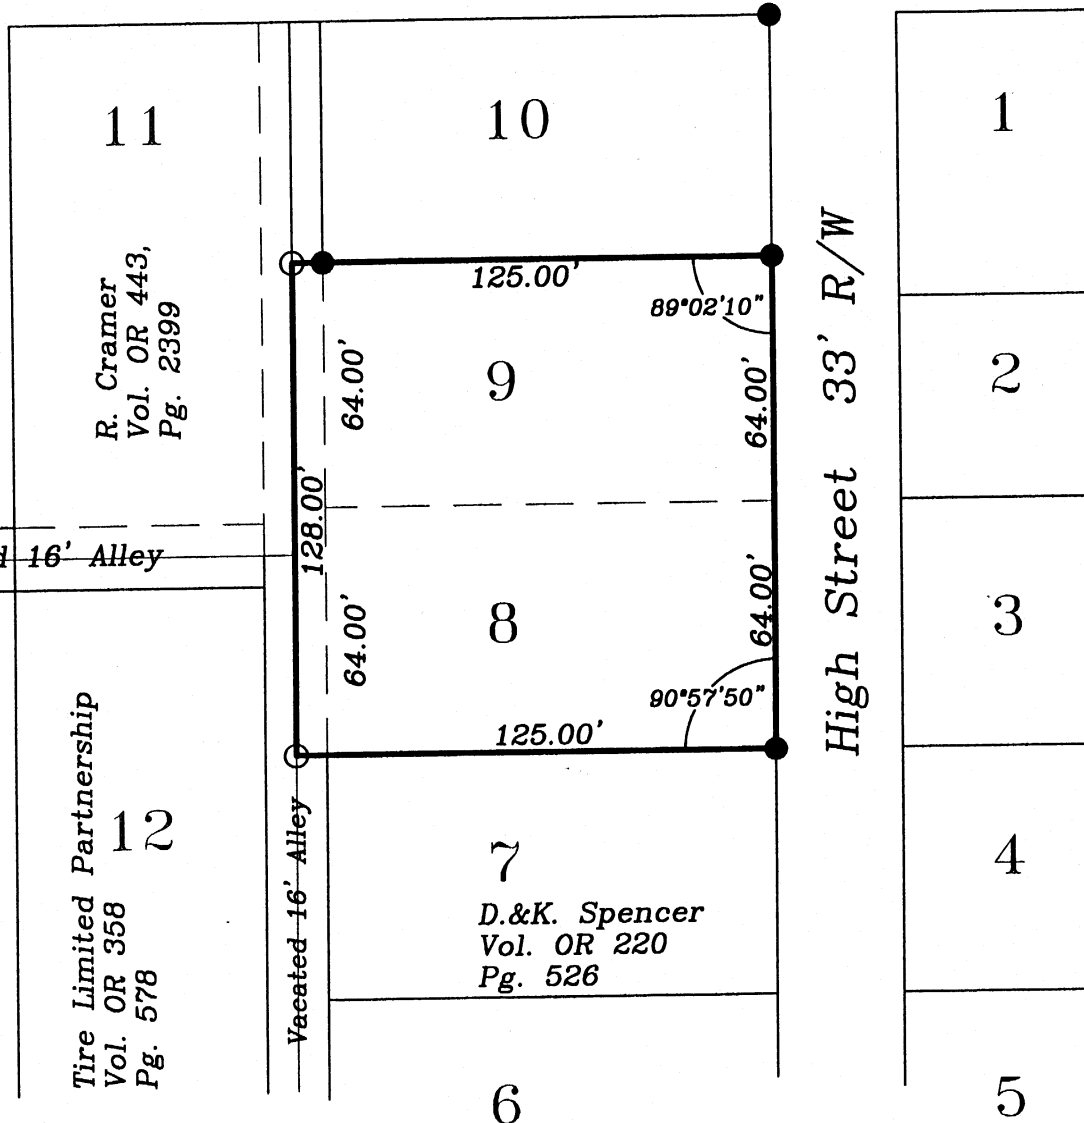 11
10
1
R. Cramer
Vol. OR 443,
Pg. 2399
125.00'
89°02'10"
64.00'
9
64.00'
2
High Street 33' R/W
128.00'
16' Alley
64.00'
8
64.00'
3
90°57'50"
125.00'
Tire Limited Partnership
Vol. OR 358
Pg. 578
12
Vacated 16' Alley
7
D.&K. Spencer
Vol. OR 220
Pg. 526
4
6
5